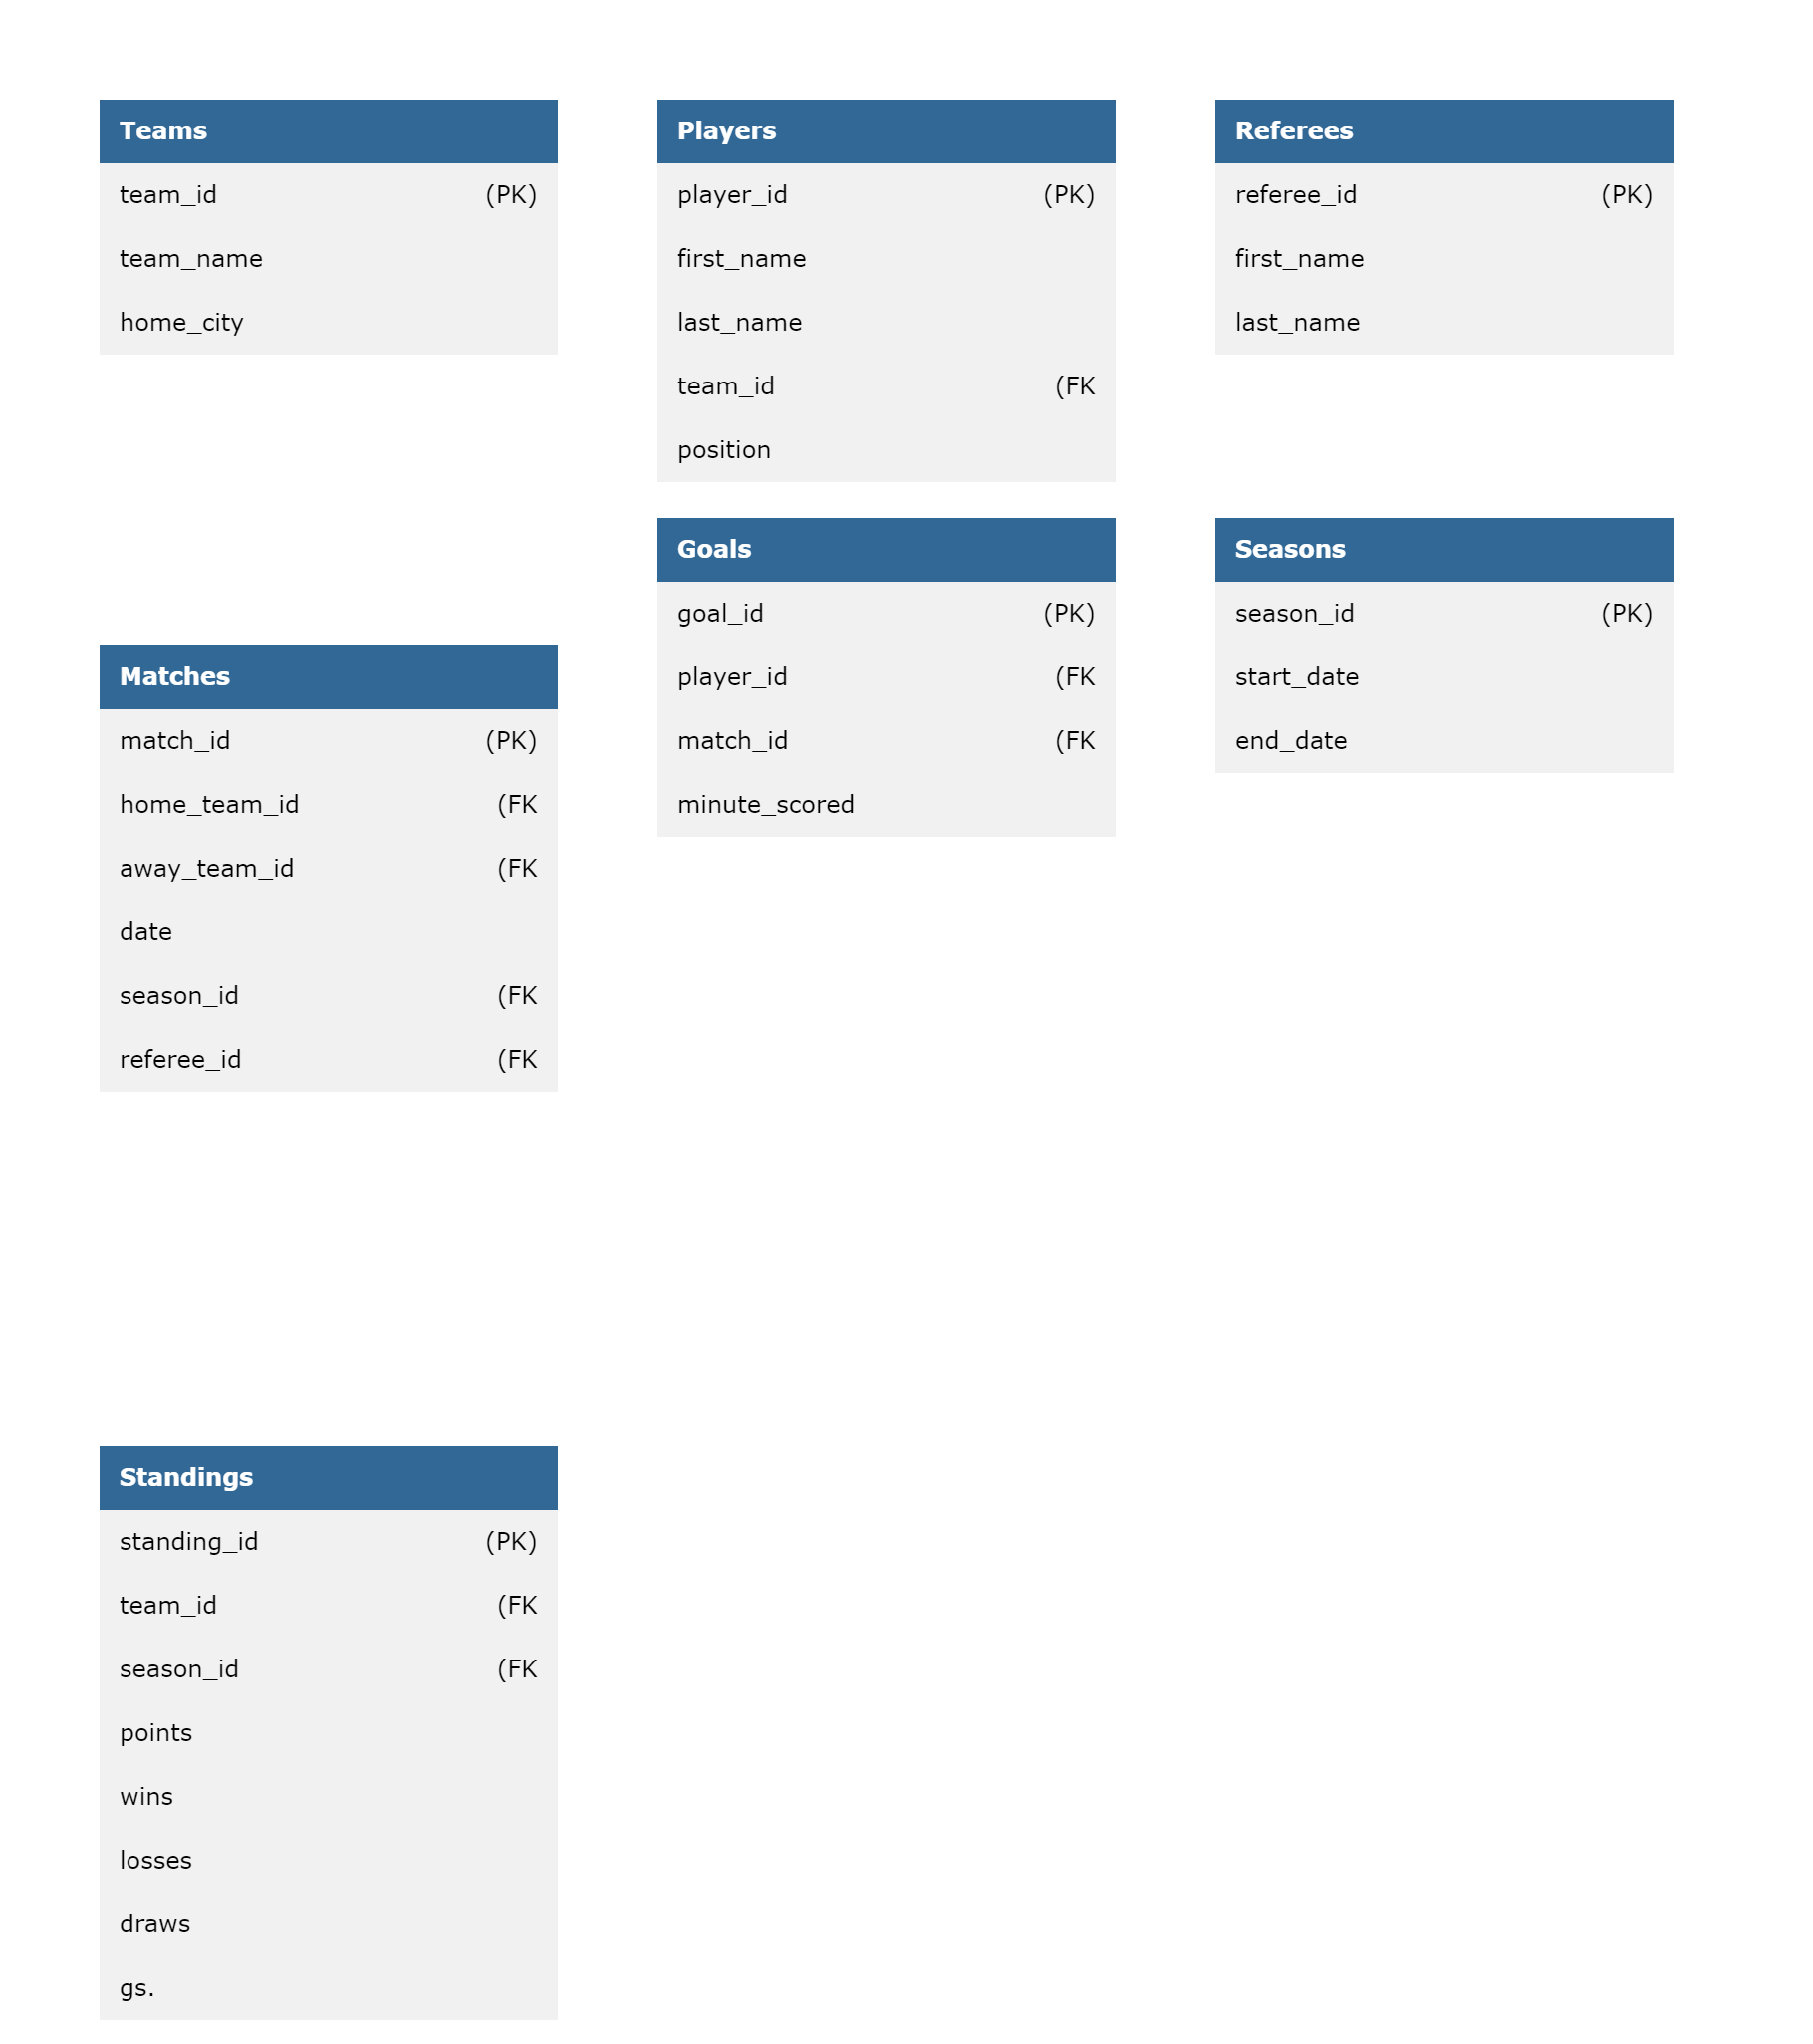 Teams
team_id (PK)
team_name
home_city
Players
player_id (PK)
first_name
last_name
team_id (FK
position
Referees
referee_id (PK)
first_name
last_name
Goals
goal_id (PK)
player_id (FK
match_id (FK
minute_scored
Seasons
season_id (PK)
start_date
end_date
Matches
match_id (PK)
home_team_id (FK
away_team_id (FK
date
season_id (FK
referee_id (FK
Standings
standing_id (PK)
team_id (FK
season_id (FK
points
wins
losses
draws
gs.